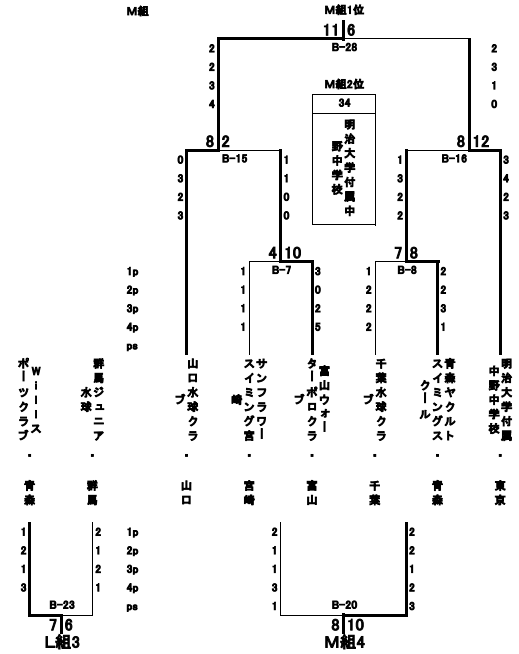 M組
M組1位
11 6
B-28
2 2
2 3
3 1
4 0
M組2位
34
明治大学付属中
野中学校
8 2
B-15
8 12
B-16
0 1 1 3
3 1 3 4
2 0 2 2
3 0 2 3
4 10
B-7
7 8
B-8
1p 1 3 1 2
2p 1 0 2 2
3p 1 2 2 3
4p 1 5 2 1
ps
Wiiース
ポーツクラブ
群馬ジュニア
水球
山口水球クラ
ブ
サンフラワー
スイミング宮
崎
富山ウォー
ターポロクラ
ブ
千葉水球クラ
ブ
青森ヤクルト
スイミングス
クール
明治大学付属
中野中学校
・ ・ ・ ・ ・ ・ ・ ・
青森 群馬 山口 宮崎 富山 千葉 青森 東京
1 2 1p 2 2
2 1 2p 1 2
1 2 3p 2 1
3 1 4p 2 2
B-23 ps 1 B-20 3
7 6
L組3
8 10
M組4